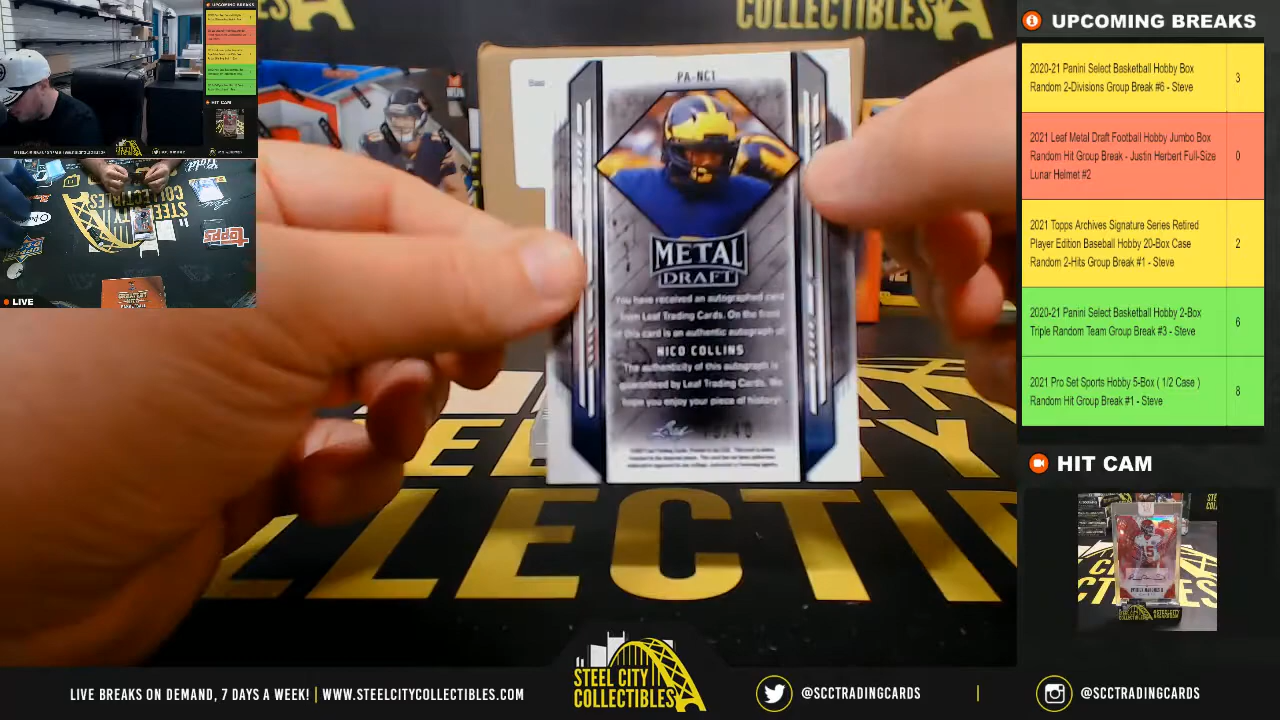 COLLECTIBLES
UPCOMING BREAKS
2020-21 Panini Select Basketball Hobby Box
Random 2-Divisions Group Break #6 - Steve
3
2021 Leaf Metal Draft Football Hobby Jumbo Box
Random Hit Group Break - Justin Herbert Full-Size
Lunar Helmet #2
0
2021 Topps Archives Signature Series Retired
Player Edition Baseball Hobby 20-Box Case
Random 2-Hits Group Break #1 - Steve
2
2020-21 Panini Select Basketball Hobby 2-Box
Triple Random Team Group Break #3 - Steve
6
2021 Pro Set Sports Hobby 5-Box ( 1/2 Case )
Random Hit Group Break #1 - Steve
8
HIT CAM
LIVE
topps
PA-NC1
METAL
DRAFT
You have received an autographed card
from Leaf Trading Cards. On the front
of this card is an authentic autograph of
NICO COLLINS
The authenticity of this autograph is
guaranteed by Leaf Trading Cards. We
hope you enjoy your piece of history!
Leaf
LLECTI
STEEL CITY
COLLECTIBLES
LIVE BREAKS ON DEMAND, 7 DAYS A WEEK! | WWW.STEELCITYCOLLECTIBLES.COM
@SCCTRADINGCARDS
@SCCTRADINGCARDS